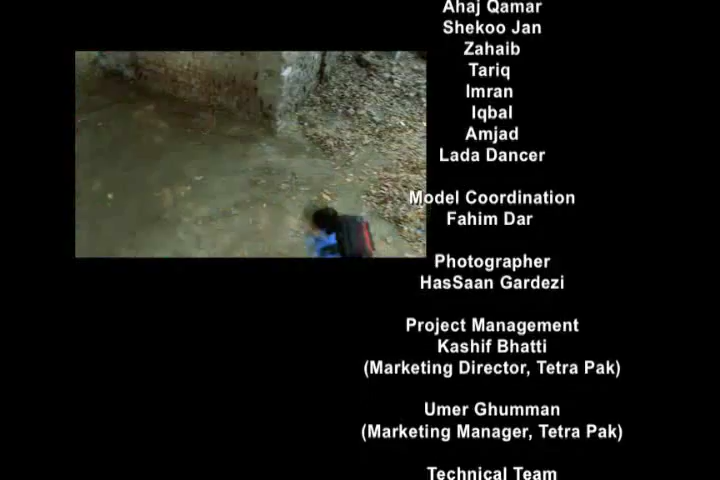 Ahaj Qamar
Shekoo Jan
Zahaib
Tariq
Imran
Iqbal
Amjad
Lada Dancer
Model Coordination
Fahim Dar
Photographer
HasSaan Gardezi
Project Management
Kashif Bhatti
(Marketing Director, Tetra Pak)
Umer Ghumman
(Marketing Manager, Tetra Pak)
Technical Team